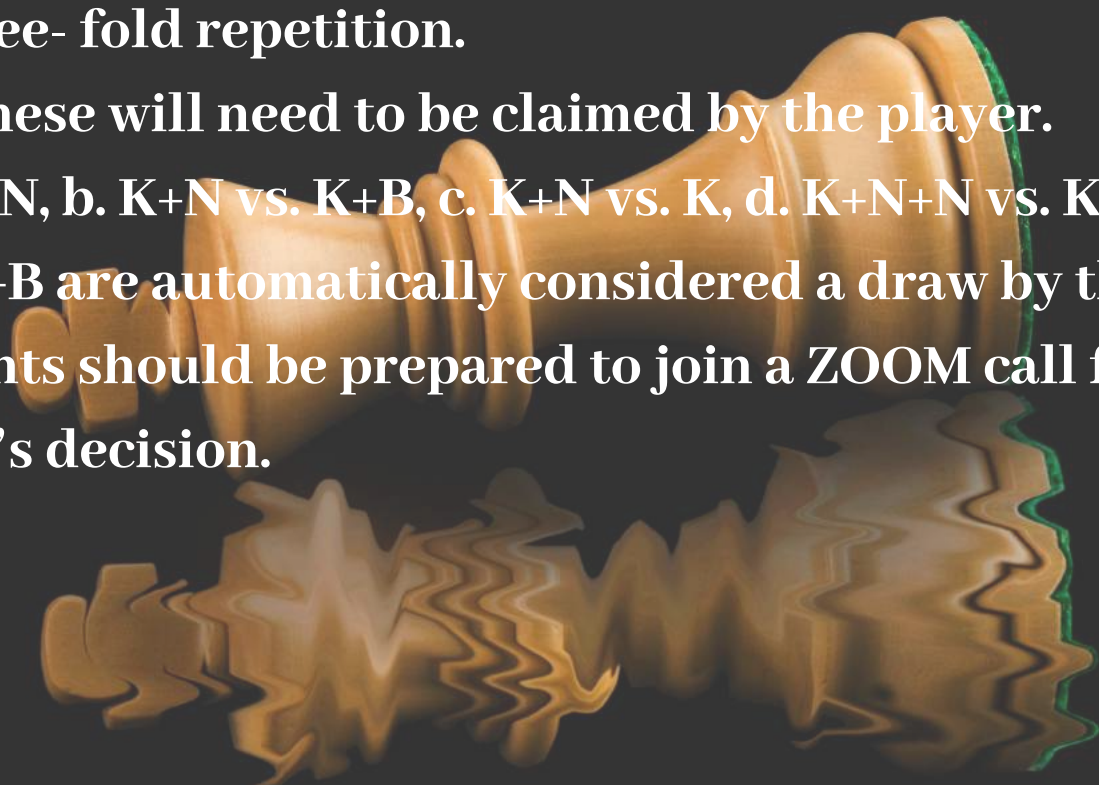 ee- fold repetition.
hese will need to be claimed by the player.
N, b. K+N vs. K+B, c. K+N vs. K, d. K+N+N vs. K
+B are automatically considered a draw by th
nts should be prepared to join a ZOOM call f
's decision.